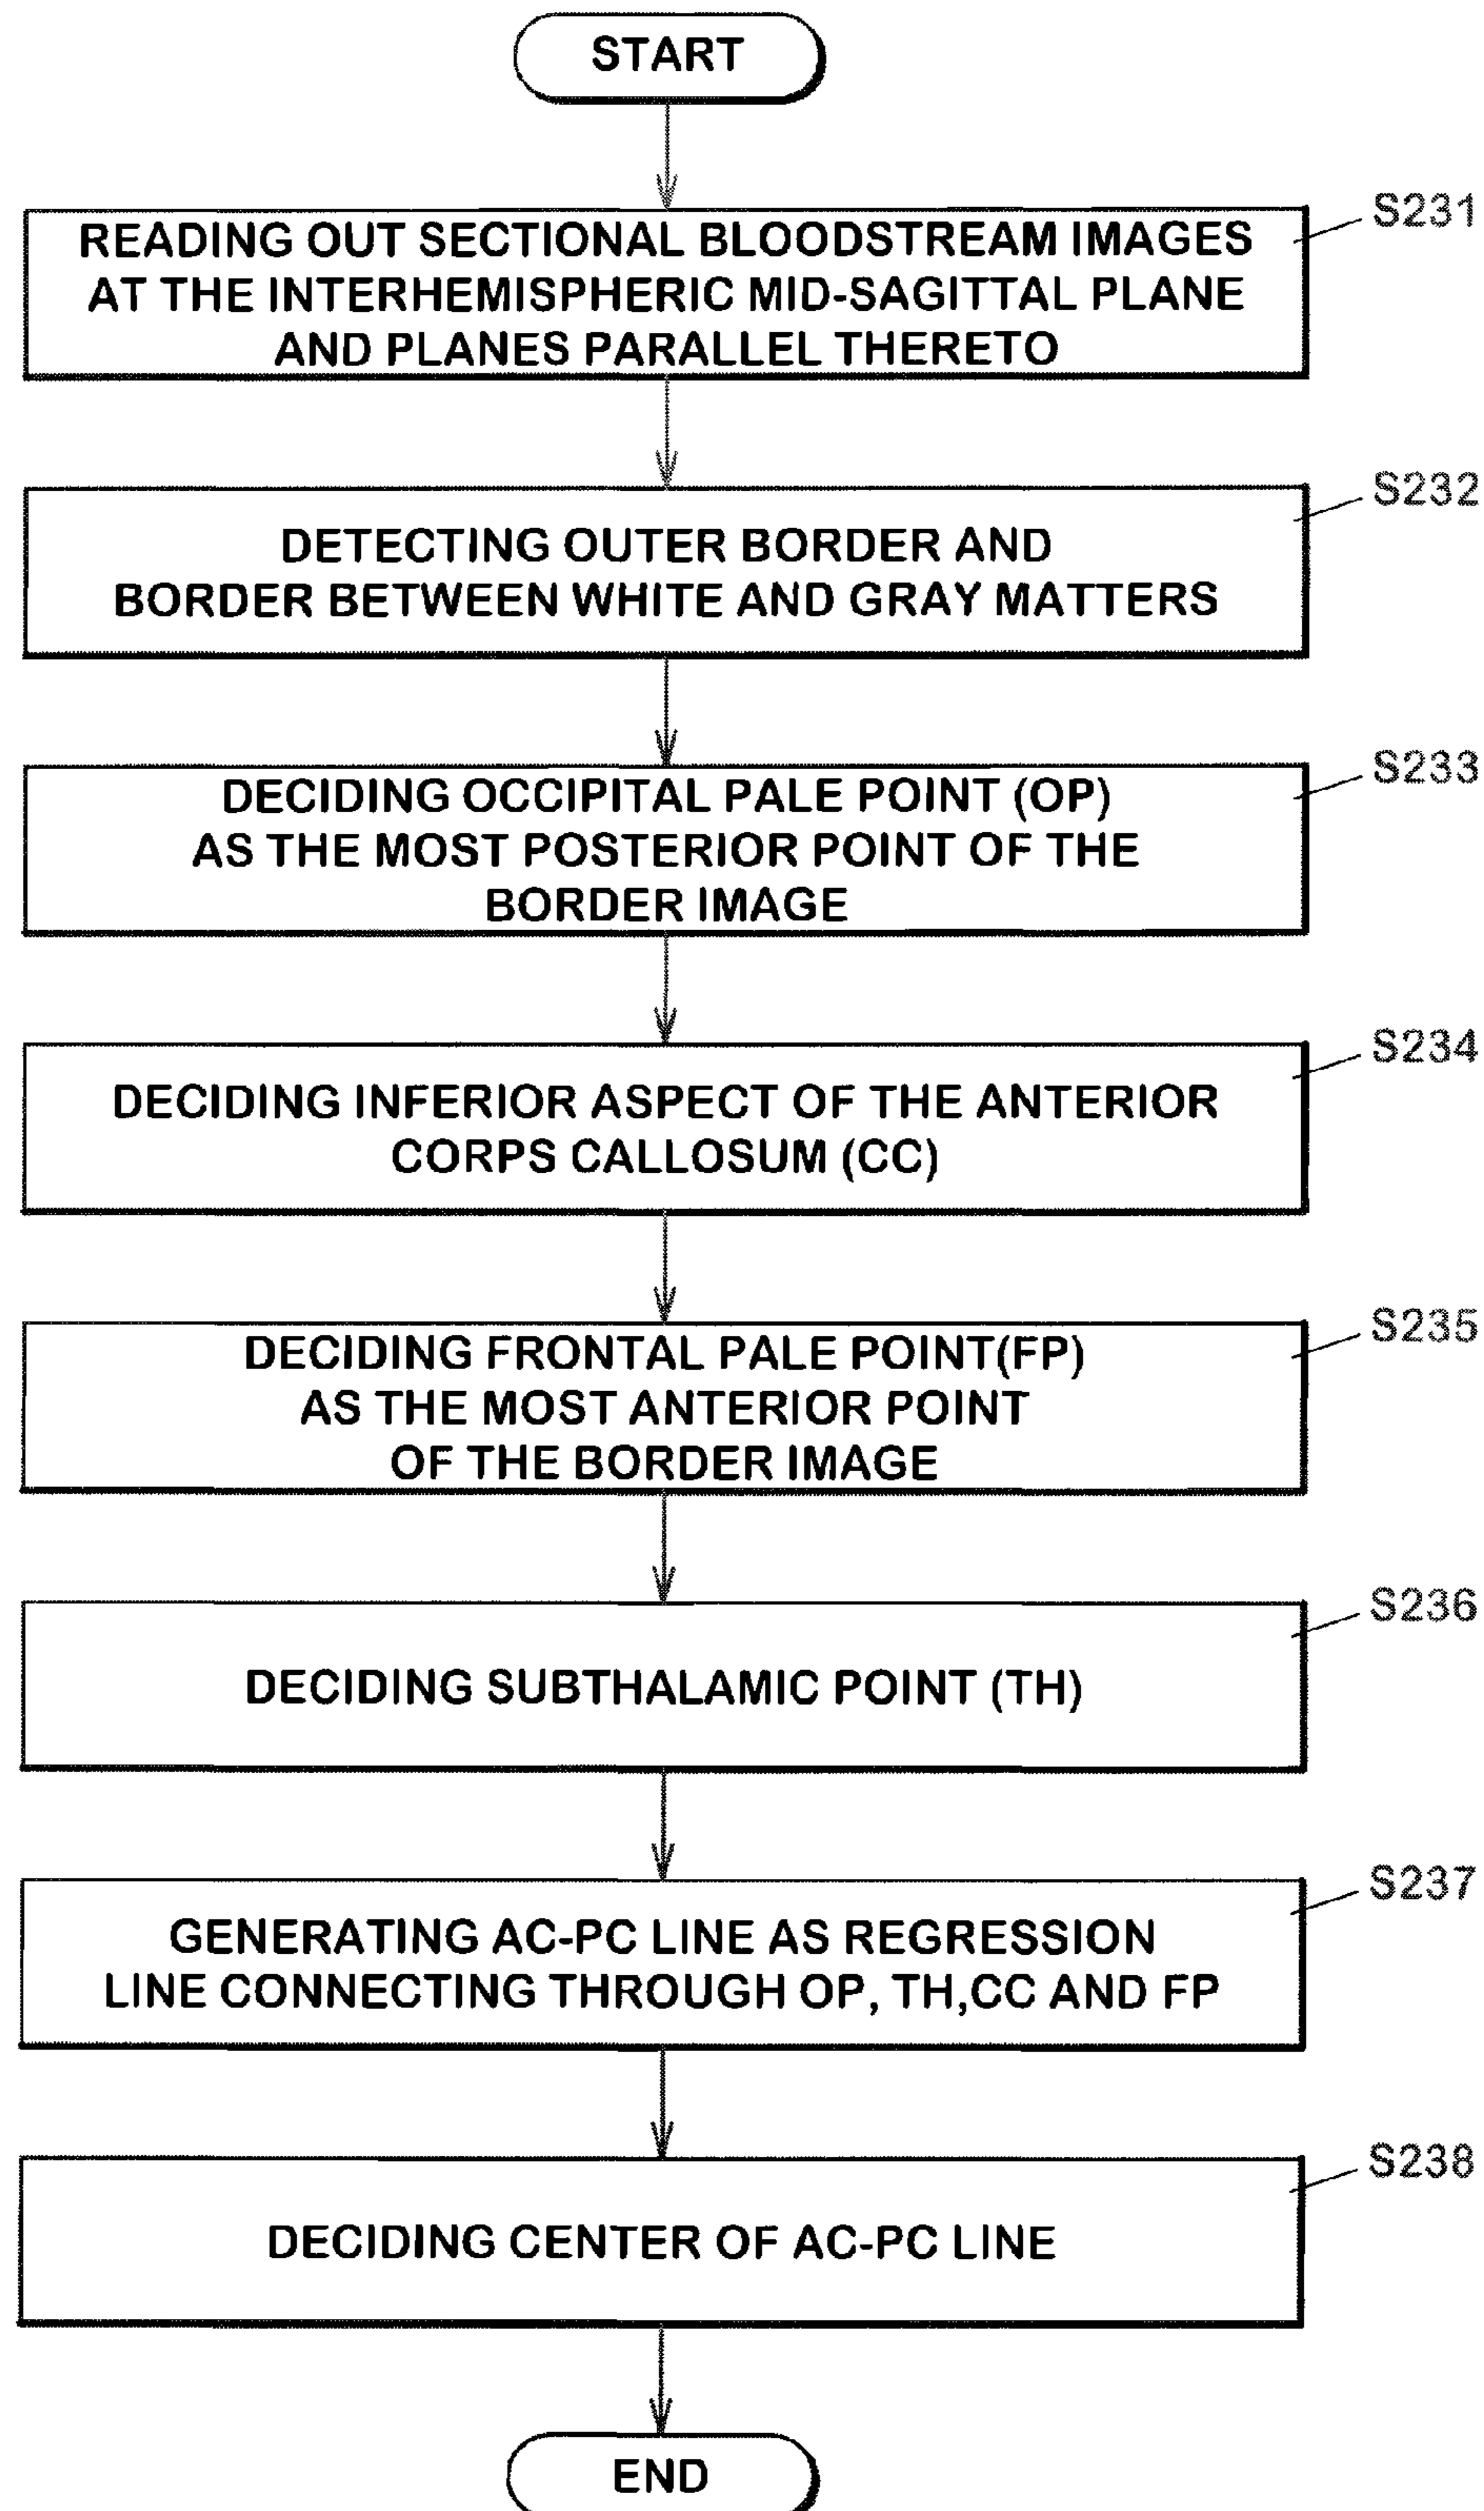 START
S231
READING OUT SECTIONAL BLOODSTREAM IMAGES
AT THE INTERHEMISPHERIC MID-SAGITTAL PLANE
AND PLANES PARALLEL THERETO
S232
DETECTING OUTER BORDER AND
BORDER BETWEEN WHITE AND GRAY MATTERS
S233
DECIDING OCCIPITAL PALE POINT (OP)
AS THE MOST POSTERIOR POINT OF THE
BORDER IMAGE
S234
DECIDING INFERIOR ASPECT OF THE ANTERIOR
CORPS CALLOSUM (CC)
S235
DECIDING FRONTAL PALE POINT(FP)
AS THE MOST ANTERIOR POINT
OF THE BORDER IMAGE
S236
DECIDING SUBTHALAMIC POINT (TH)
S237
GENERATING AC-PC LINE AS REGRESSION
LINE CONNECTING THROUGH OP, TH,CC AND FP
S238
DECIDING CENTER OF AC-PC LINE
END